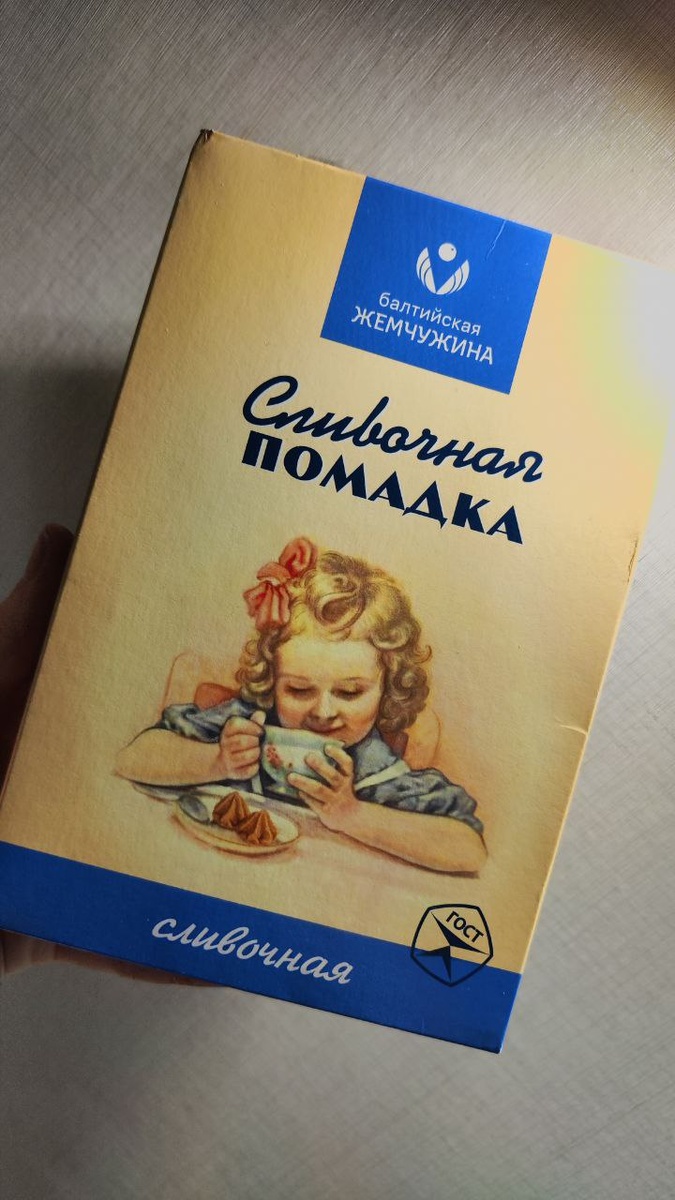 балтийская
ЖЕМЧУЖИНА
Сливочная
ПОМАДКА
ГОСТ
сливочная